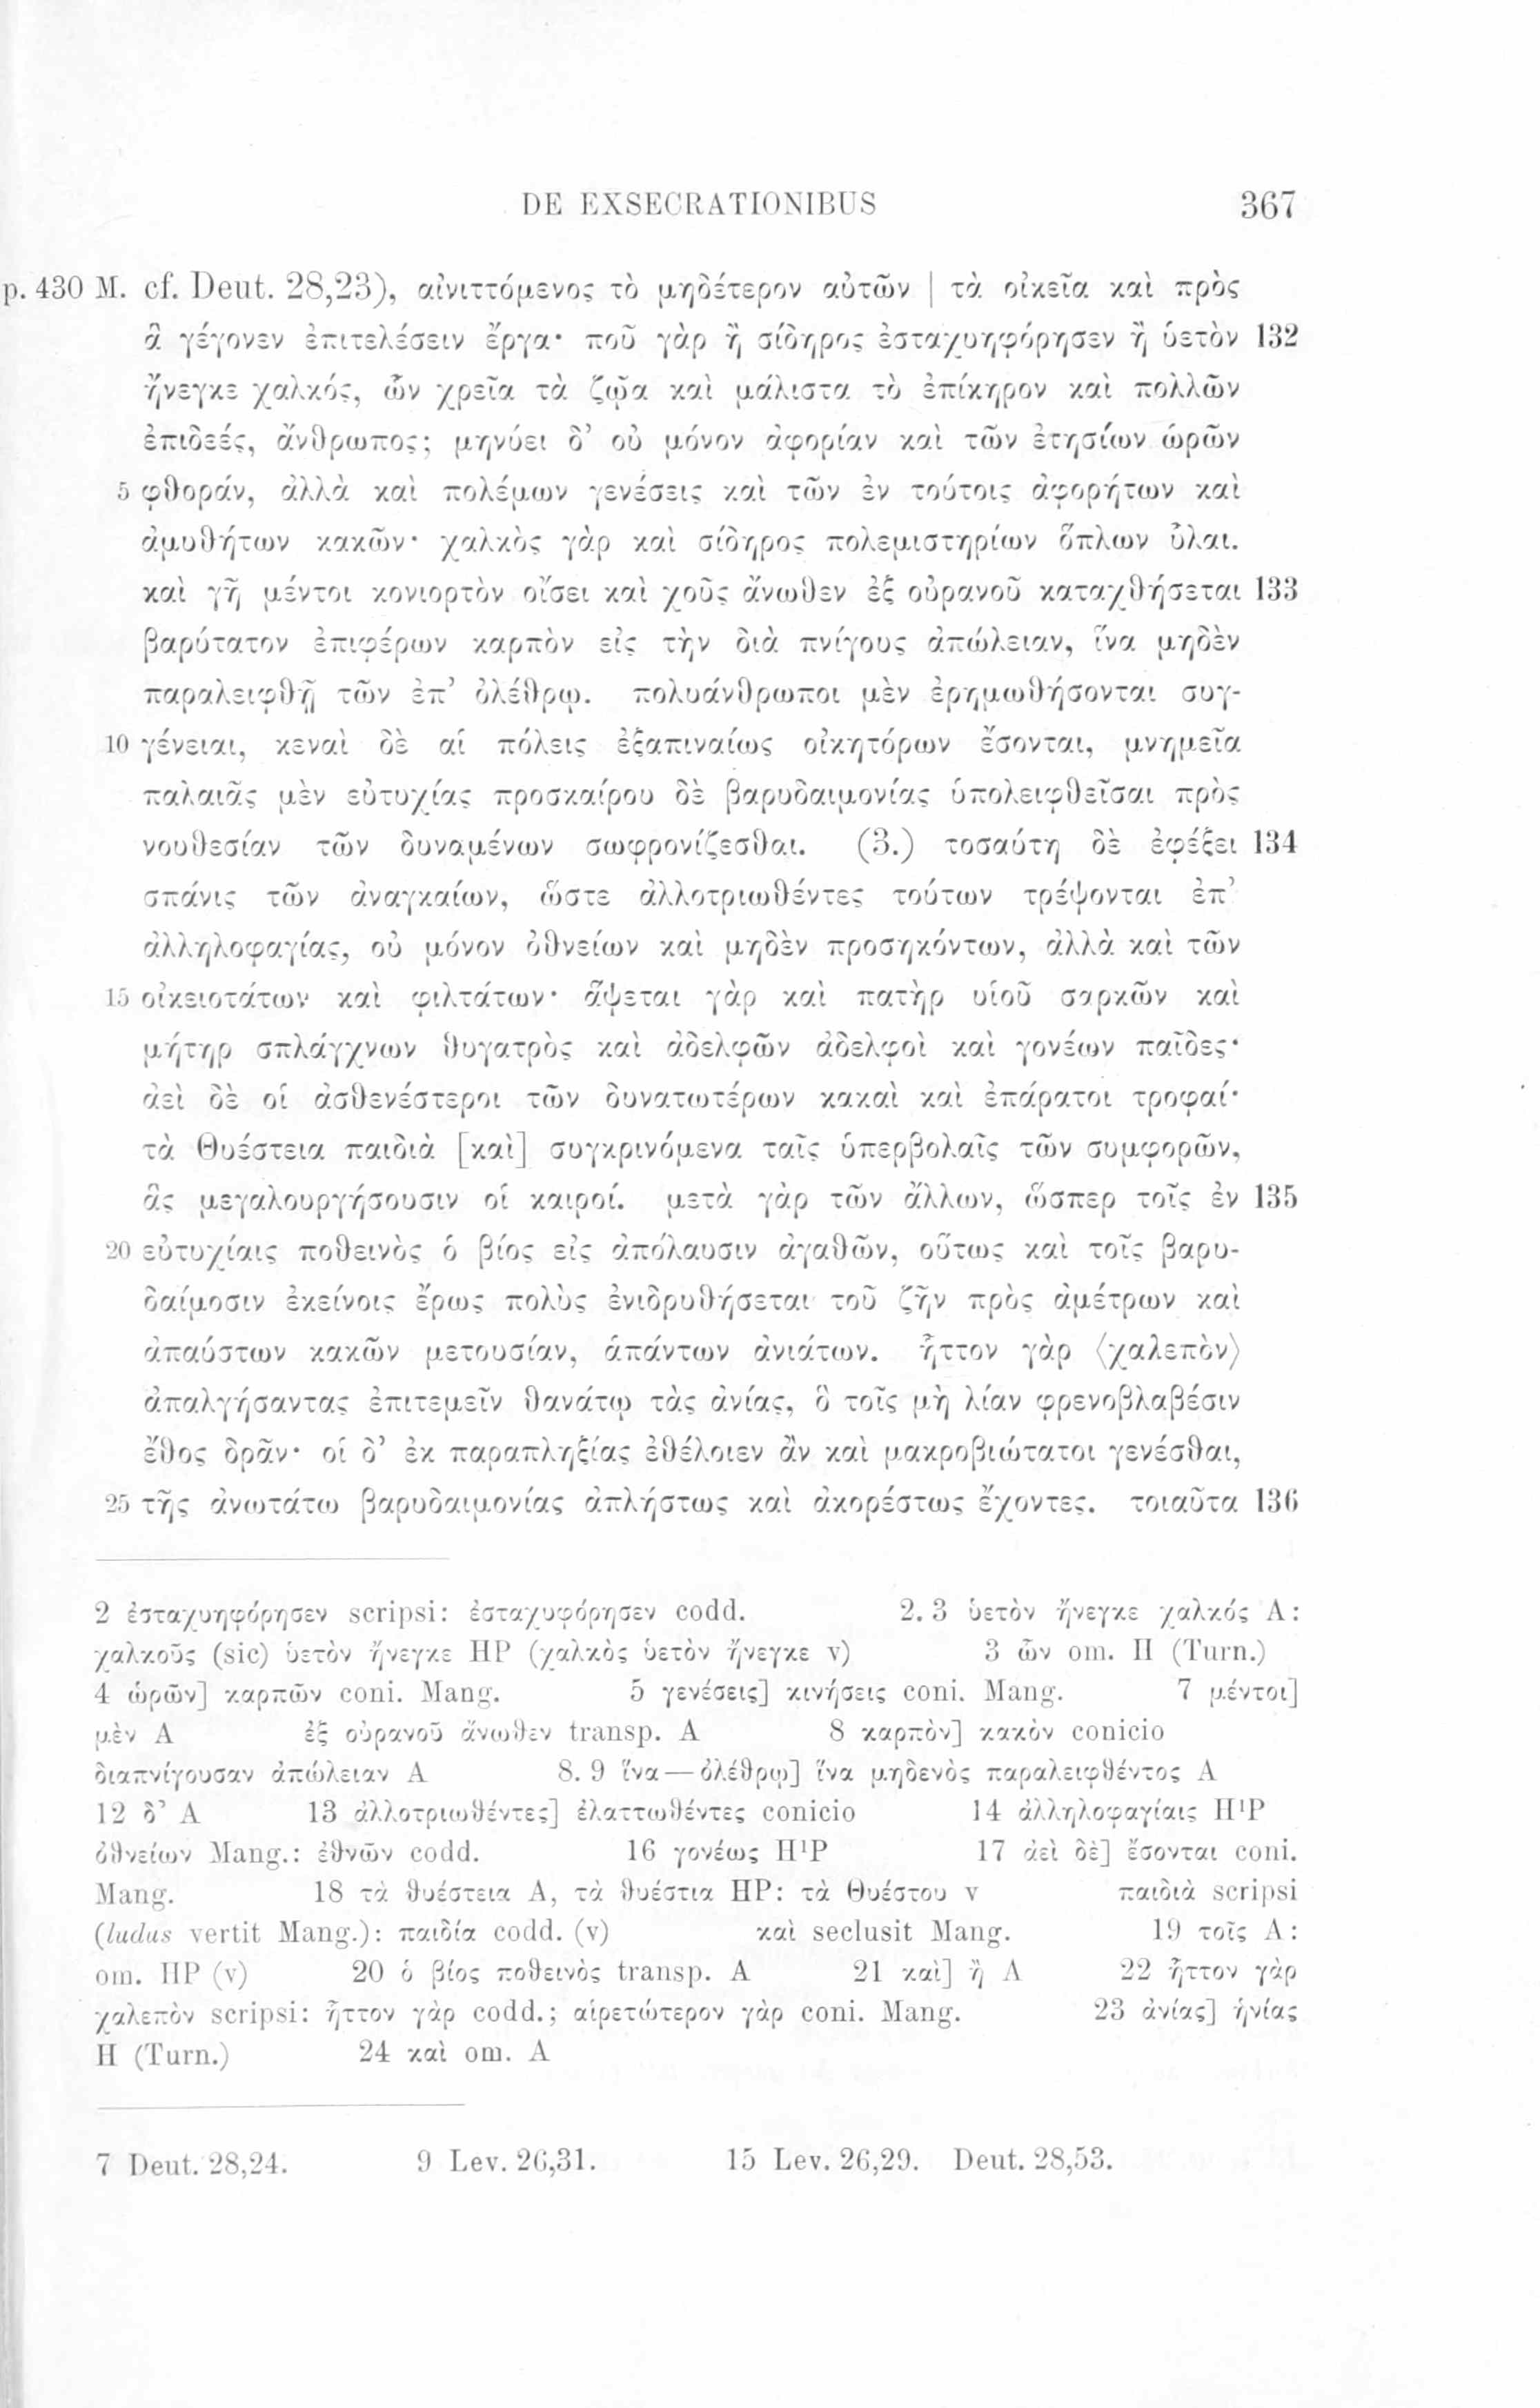 DE EXSECRATIONIBUS 367
p. 430 M. cf. Deut. 28,23), αἰνιττόμενος τὸ μηδέτερον αὐτῶν | τὰ οἰκεῖα καὶ πρὸς
ἃ γέγονεν ἐπιτελέσειν ἔργα· ποῦ γὰρ ἢ σίδηρος ἐσταχυηφόρησεν ἢ ὑετὸν 132
ἤνεγκε χαλκός, ὧν χρεῖα τὰ ζῷα καὶ μάλιστα τὸ ἐπίκηρον καὶ πολλῶν
ἐπιδεές, ἄνθρωπος; μηνύει δ’ οὐ μόνον ἀφορίαν καὶ τῶν ἐτησίων ὡρῶν
5 φθοράν, ἀλλὰ καὶ πολέμων γενέσεις καὶ τῶν ἐν τούτοις ἀφορήτων καὶ
ἀμυθήτων κακῶν· χαλκὸς γὰρ καὶ σίδηρος πολεμιστηρίων ὅπλων ὗλαι.
καὶ γῆ μέντοι κονιορτὸν οἴσει καὶ χοῦς ἄνωθεν ἐξ οὐρανοῦ καταχθήσεται 133
βαρύτατον ἐπιφέρων καρπὸν εἰς τὴν διὰ πνίγους ἀπώλειαν, ἵνα μηδὲν
παραλειφθῇ τῶν ἐπ’ ὀλέθρῳ. πολυάνθρωποι μὲν ἐρημωθήσονται συγ-
10 γένειαι, κεναὶ δὲ αἱ πόλεις ἐξαπιναίως οἰκητόρων ἔσονται, μνημεῖα
παλαιᾶς μὲν εὐτυχίας προσκαίρου δὲ βαρυδαιμονίας ὑπολειφθεῖσαι πρὸς
νουθεσίαν τῶν δυναμένων σωφρονίζεσθαι. (3.) τοσαύτη δὲ ἐφέξει 134
σπάνις τῶν ἀναγκαίων, ὥστε ἀλλοτριωθέντες τούτων τρέψονται ἐπ’
ἀλληλοφαγίας, οὐ μόνον ὀθνείων καὶ μηδὲν προσηκόντων, ἀλλὰ καὶ τῶν
15 οἰκειοτάτων καὶ φιλτάτων· ἅψεται γὰρ καὶ πατὴρ υἱοῦ σαρκῶν καὶ
μήτηρ σπλάγχνων θυγατρὸς καὶ ἀδελφῶν ἀδελφοὶ καὶ γονέων παῖδες·
ἀεὶ δὲ οἱ ἀσθενέστεροι τῶν δυνατωτέρων κακαὶ καὶ ἐπάρατοι τροφαί·
τὰ Θυέστεια παιδιὰ [καὶ] συγκρινόμενα ταῖς ὑπερβολαῖς τῶν συμφορῶν,
ἃς μεγαλουργήσουσιν οἱ καιροί. μετὰ γὰρ τῶν ἄλλων, ὥσπερ τοῖς ἐν 135
20 εὐτυχίαις ποθεινὸς ὁ βίος εἰς ἀπόλαυσιν ἀγαθῶν, οὕτως καὶ τοῖς βαρυ-
δαίμοσιν ἐκείνοις ἔρως πολὺς ἐνιδρυθήσεται τοῦ ζῆν πρὸς ἀμέτρων καὶ
ἀπαύστων κακῶν μετουσίαν, ἁπάντων ἀνιάτων. ἧττον γὰρ ⟨χαλεπὸν⟩
ἀπαλγήσαντας ἐπιτεμεῖν θανάτῳ τὰς ἀνίας, ὃ τοῖς μὴ λίαν φρενοβλαβέσιν
ἔθος δρᾶν· οἱ δ’ ἐκ παραπληξίας ἐθέλοιεν ἂν καὶ μακροβιώτατοι γενέσθαι,
25 τῆς ἀνωτάτω βαρυδαιμονίας ἀπλήστως καὶ ἀκορέστως ἔχοντες. τοιαῦτα 136
2 ἐσταχυηφόρησεν scripsi: ἐσταχυφόρησεν codd. 2. 3 ὑετὸν ἤνεγκε χαλκός A:
χαλκοῦς (sic) ὑετὸν ἤνεγκε HP (χαλκὸς ὑετὸν ἤνεγκε v) 3 ὧν om. H (Turn.)
4 ὡρῶν] καρπῶν coni. Mang. 5 γενέσεις] κινήσεις coni. Mang. 7 μέντοι]
μὲν A ἐξ οὐρανοῦ ἄνωθεν transp. A 8 καρπὸν] κακὸν conicio
διαπνίγουσαν ἀπώλειαν A 8. 9 ἵνα—ὀλέθρῳ] ἵνα μηδενὸς παραλειφθέντος A
12 δ’ A 13 ἀλλοτριωθέντες] ἐλαττωθέντες conicio 14 ἀλληλοφαγίαις H¹P
ὀθνείων Mang.: ἐθνῶν codd. 16 γονέως H¹P 17 ἀεὶ δὲ] ἔσονται coni.
Mang. 18 τὰ θυέστεια A, τὰ θυέστια HP: τὰ Θυέστου v παιδιὰ scripsi
(ludus vertit Mang.): παιδία codd. (v) καὶ seclusit Mang. 19 τοῖς A:
om. HP (v) 20 ὁ βίος ποθεινὸς transp. A 21 καὶ] ἢ A 22 ἧττον γὰρ
χαλεπὸν scripsi: ἧττον γὰρ codd.; αἱρετώτερον γὰρ coni. Mang. 23 ἀνίας] ἡνίας
H (Turn.) 24 καὶ om. A
7 Deut. 28,24. 9 Lev. 26,31. 15 Lev. 26,29. Deut. 28,53.